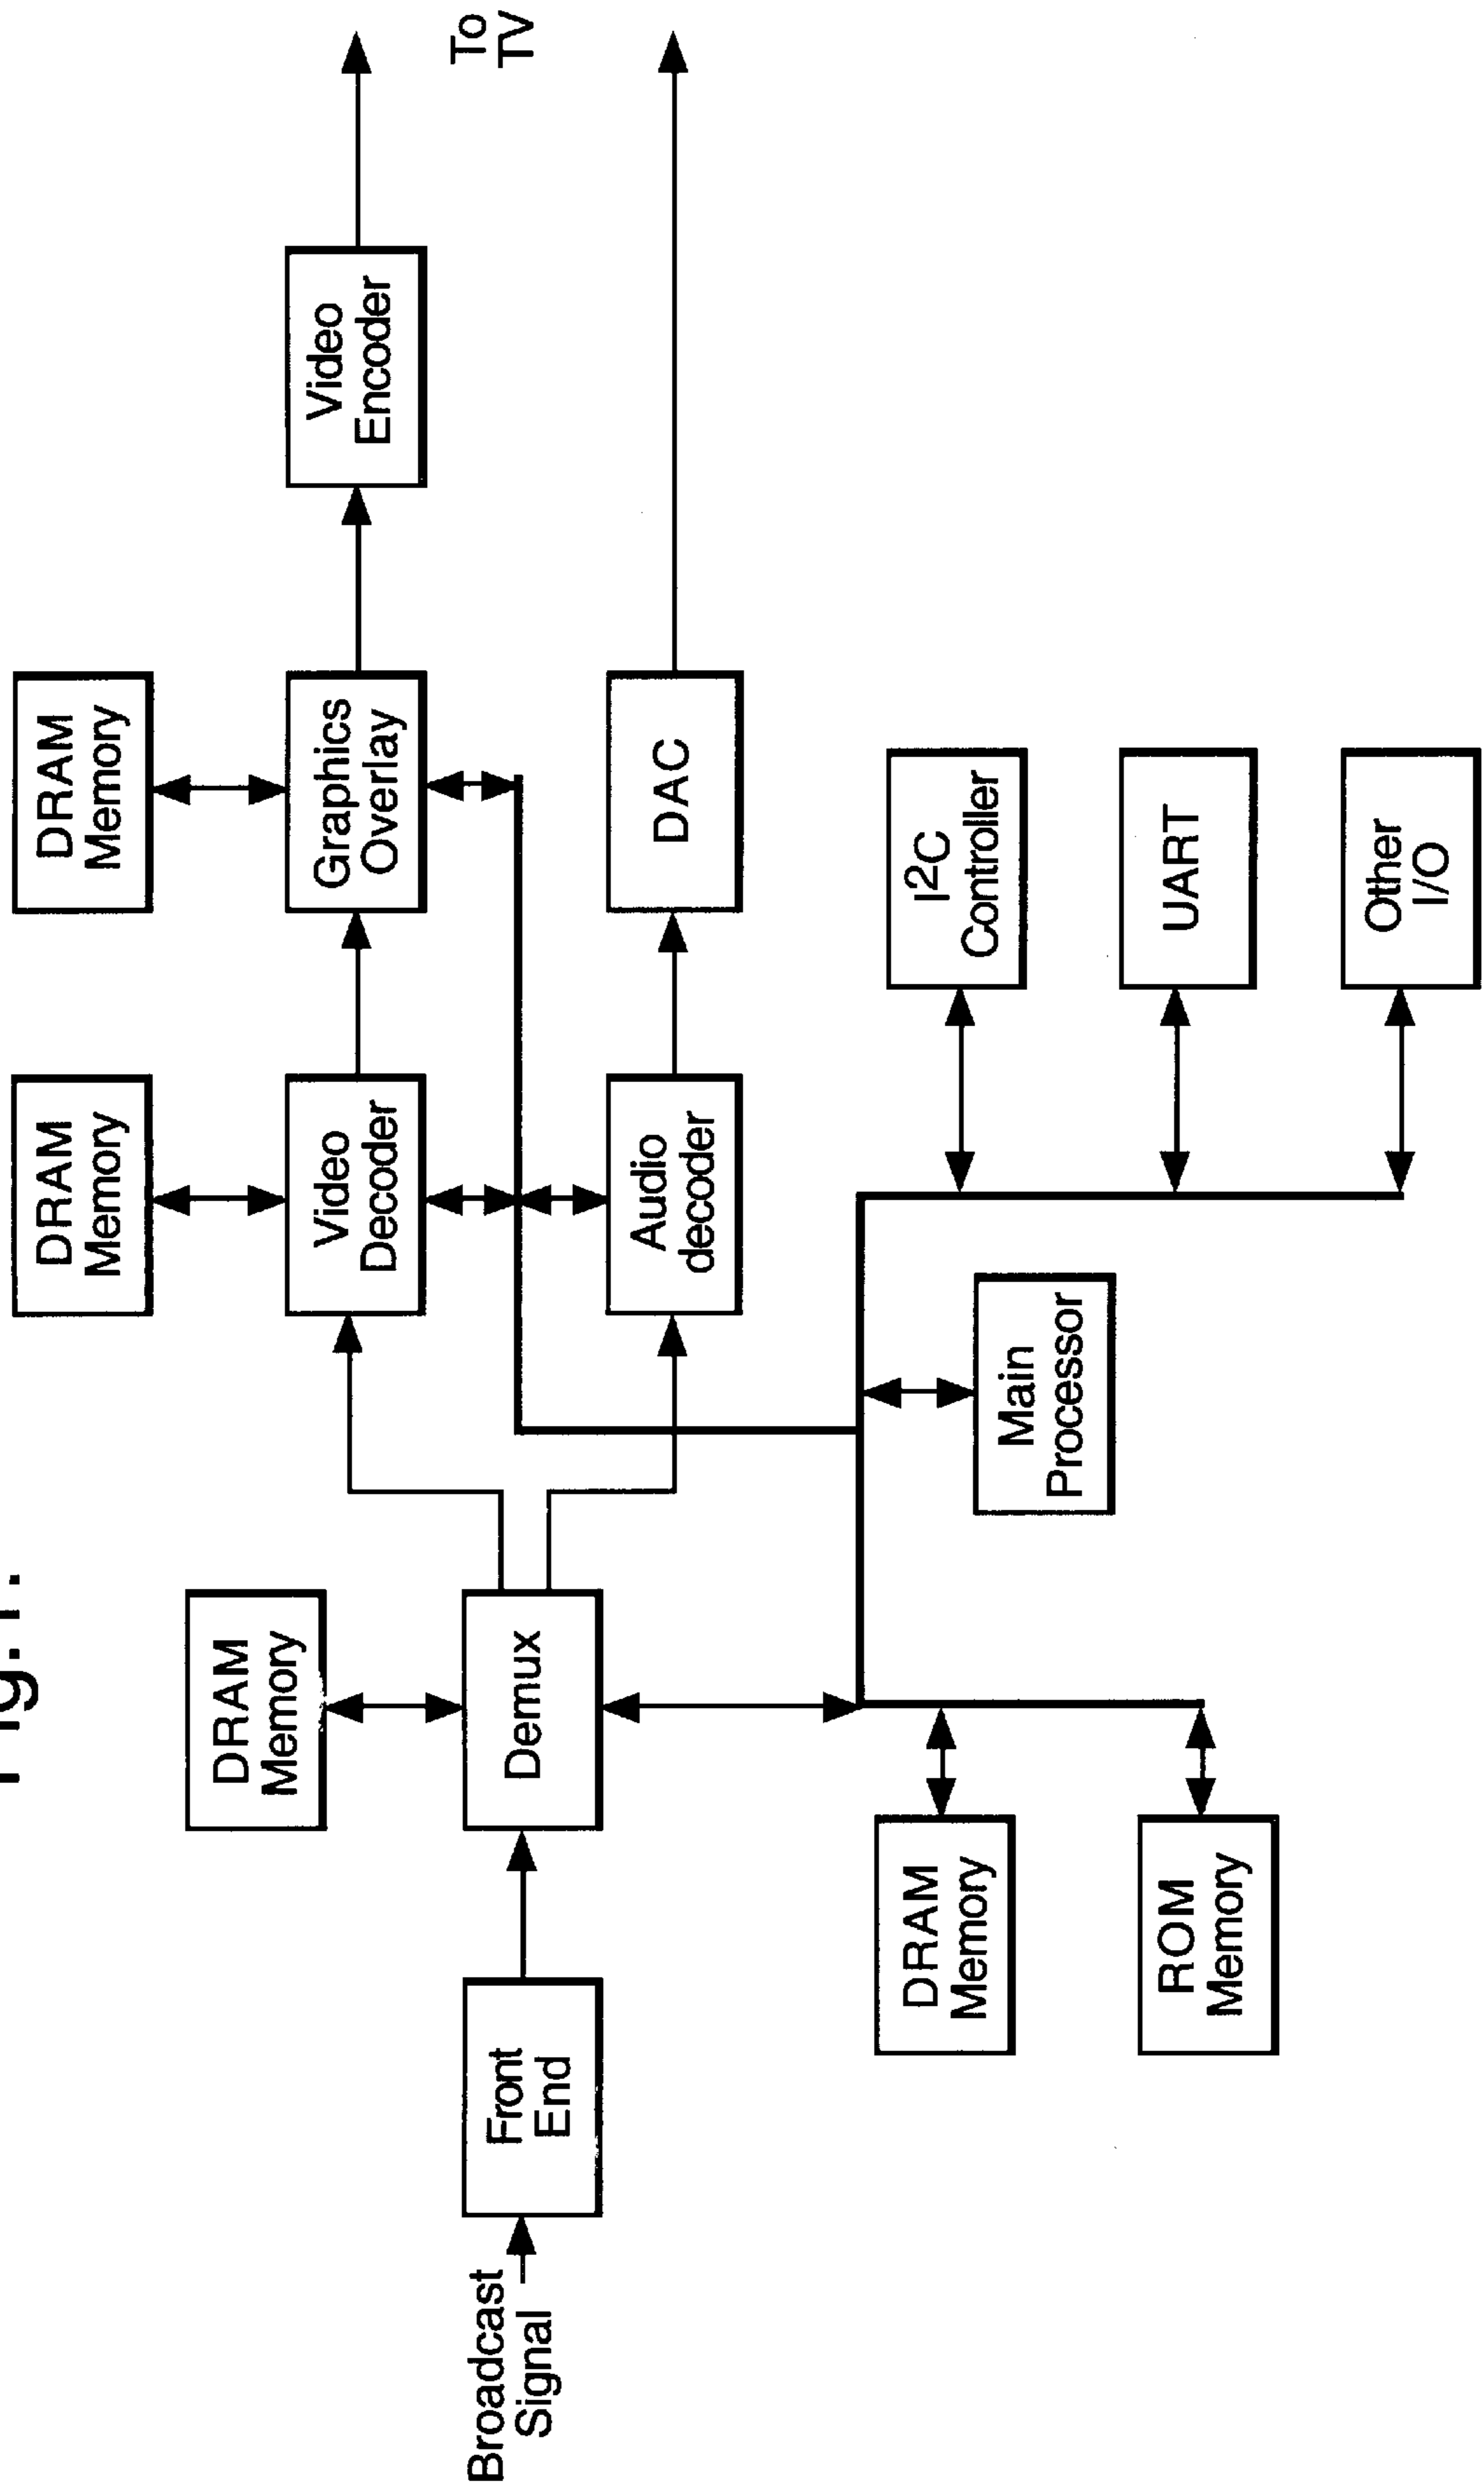 Fig.1.
DRAM
Memory
DRAM
Memory
DRAM
Memory
Video
Decoder
Graphics
Overlay
Video
Encoder
To
TV
Broadcast
Signal
Front
End
Demux
Audio
decoder
DAC
DRAM
Memory
Main
Processor
I²C
Controller
ROM
Memory
UART
Other
I/O